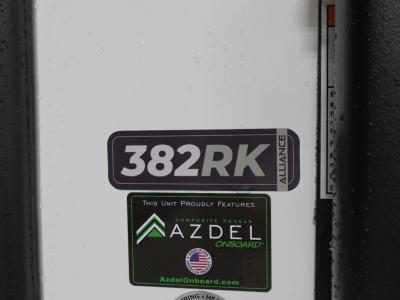 382RK
ALLIANCE
THIS UNIT PROUDLY FEATURES
COMPOSITE PANELS
AZDEL
ONBOARD®
AzdelOnboard.com